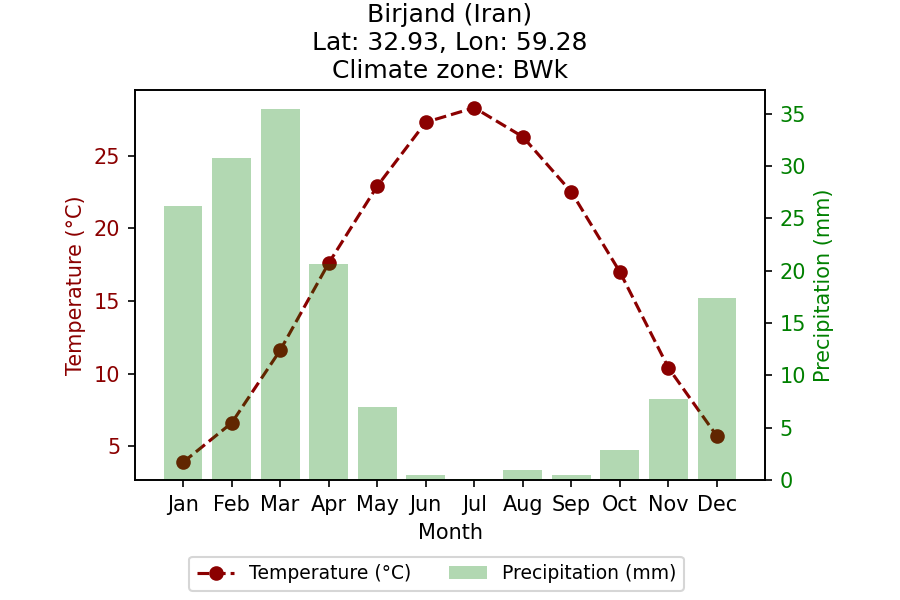 Birjand (Iran)
Lat: 32.93, Lon: 59.28
Climate zone: BWk
Temperature (°C)
25
20
15
10
5
35
30
25
20
15
10
5
0
Precipitation (mm)
Jan Feb Mar Apr May Jun Jul Aug Sep Oct Nov Dec
Month
Temperature (°C) Precipitation (mm)